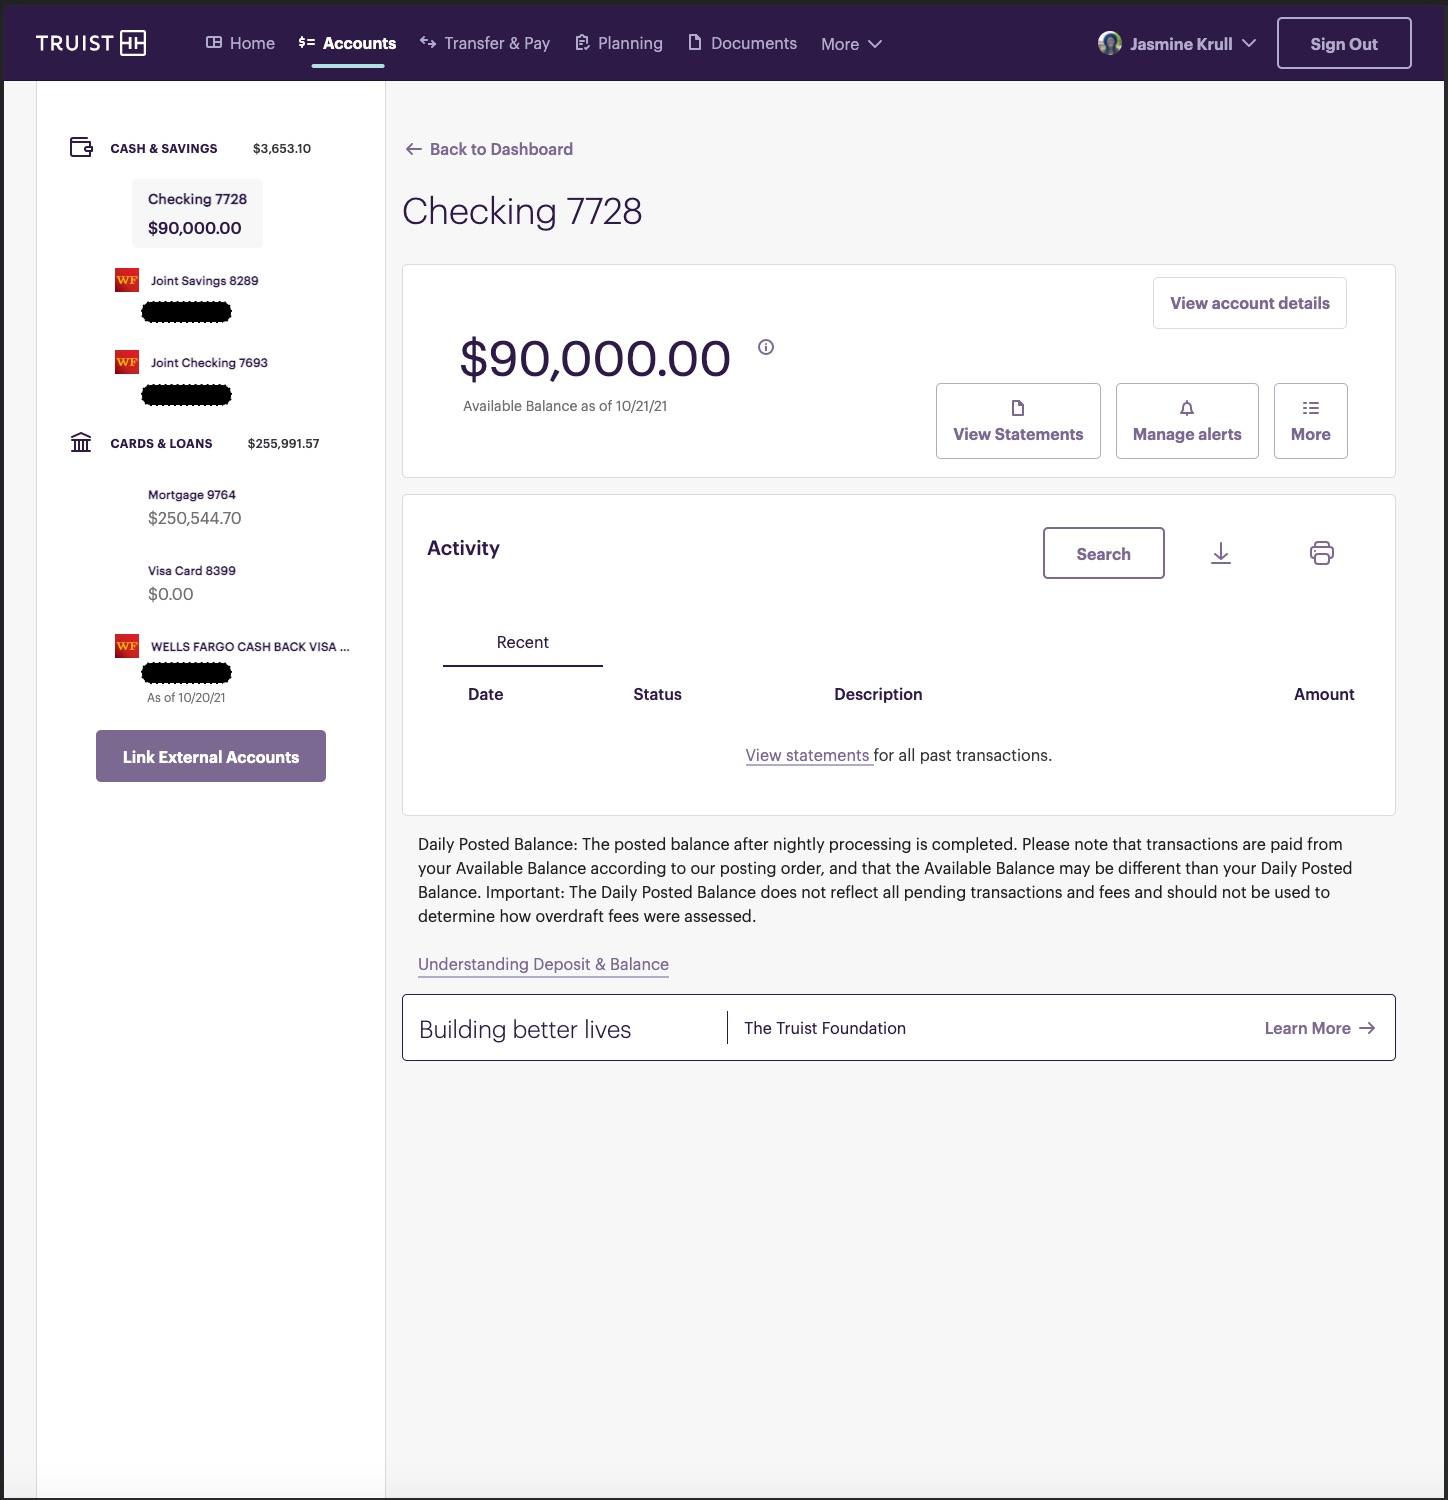 TRUIST
Home
Accounts
Transfer & Pay
Planning
Documents
More
Jasmine Krull
Sign Out
CASH & SAVINGS $3,653.10
Checking 7728
$90,000.00
WF Joint Savings 8289
WF Joint Checking 7693
CARDS & LOANS $255,991.57
Mortgage 9764
$250,544.70
Visa Card 8399
$0.00
WF WELLS FARGO CASH BACK VISA ...
As of 10/20/21
Link External Accounts
Back to Dashboard
Checking 7728
View account details
$90,000.00
Available Balance as of 10/21/21
View Statements
Manage alerts
More
Activity
Search
Recent
Date Status Description Amount
View statements for all past transactions.
Daily Posted Balance: The posted balance after nightly processing is completed. Please note that transactions are paid from
your Available Balance according to our posting order, and that the Available Balance may be different than your Daily Posted
Balance. Important: The Daily Posted Balance does not reflect all pending transactions and fees and should not be used to
determine how overdraft fees were assessed.
Understanding Deposit & Balance
Building better lives
The Truist Foundation
Learn More